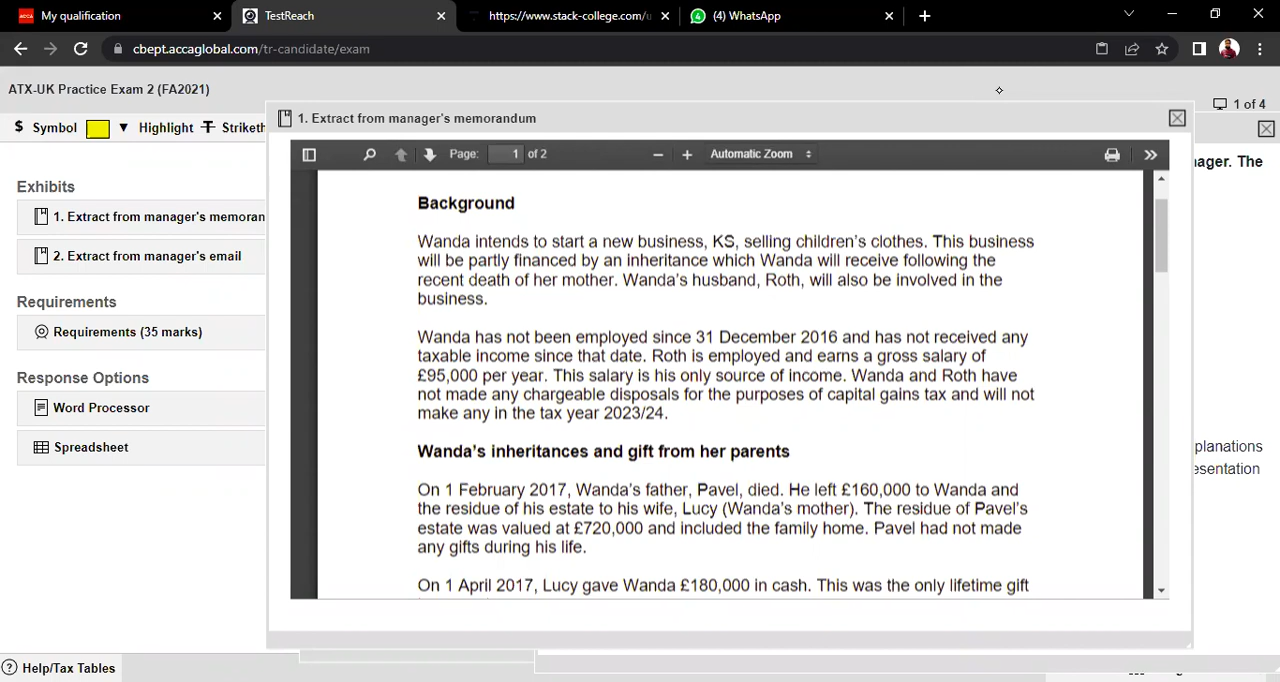 My qualification
TestReach
https://www.stack-college.com/u
(4) WhatsApp
cbept.accaglobal.com/tr-candidate/exam
ATX-UK Practice Exam 2 (FA2021)
1 of 4
$ Symbol
Highlight
Striketh
1. Extract from manager's memorandum
nager. The
Page: 1 of 2
Automatic Zoom
Exhibits
1. Extract from manager's memoran
2. Extract from manager's email
Requirements
Requirements (35 marks)
Response Options
Word Processor
Spreadsheet
Background
Wanda intends to start a new business, KS, selling children's clothes. This business
will be partly financed by an inheritance which Wanda will receive following the
recent death of her mother. Wanda's husband, Roth, will also be involved in the
business.
Wanda has not been employed since 31 December 2016 and has not received any
taxable income since that date. Roth is employed and earns a gross salary of
£95,000 per year. This salary is his only source of income. Wanda and Roth have
not made any chargeable disposals for the purposes of capital gains tax and will not
make any in the tax year 2023/24.
Wanda's inheritances and gift from her parents
On 1 February 2017, Wanda's father, Pavel, died. He left £160,000 to Wanda and
the residue of his estate to his wife, Lucy (Wanda's mother). The residue of Pavel's
estate was valued at £720,000 and included the family home. Pavel had not made
any gifts during his life.
On 1 April 2017, Lucy gave Wanda £180,000 in cash. This was the only lifetime gift
planations
esentation
Help/Tax Tables